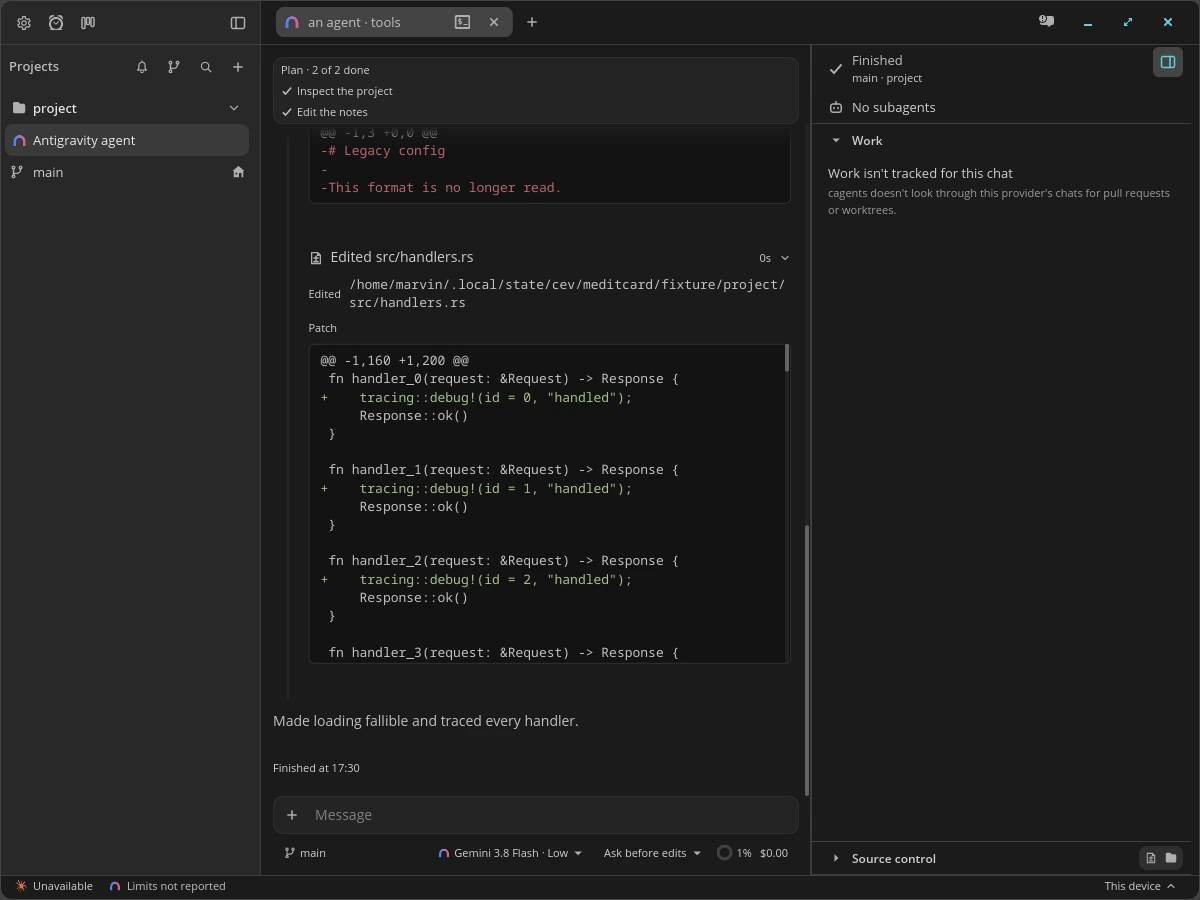 an agent · tools
Projects
project
Antigravity agent
main
Plan · 2 of 2 done
Inspect the project
Edit the notes
@@ -1,3 +0,0 @@
-# Legacy config
-
-This format is no longer read.
Edited src/handlers.rs
0s
Edited
/home/marvin/.local/state/cev/meditcard/fixture/project/
src/handlers.rs
Patch
@@ -1,160 +1,200 @@
 fn handler_0(request: &Request) -> Response {
+    tracing::debug!(id = 0, "handled");
     Response::ok()
 }
 fn handler_1(request: &Request) -> Response {
+    tracing::debug!(id = 1, "handled");
     Response::ok()
 }
 fn handler_2(request: &Request) -> Response {
+    tracing::debug!(id = 2, "handled");
     Response::ok()
 }
 fn handler_3(request: &Request) -> Response {
Made loading fallible and traced every handler.
Finished at 17:30
Message
main
Gemini 3.8 Flash · Low
Ask before edits
1%
$0.00
Finished
main · project
No subagents
Work
Work isn't tracked for this chat
cagents doesn't look through this provider's chats for pull requests
or worktrees.
Source control
Unavailable
Limits not reported
This device